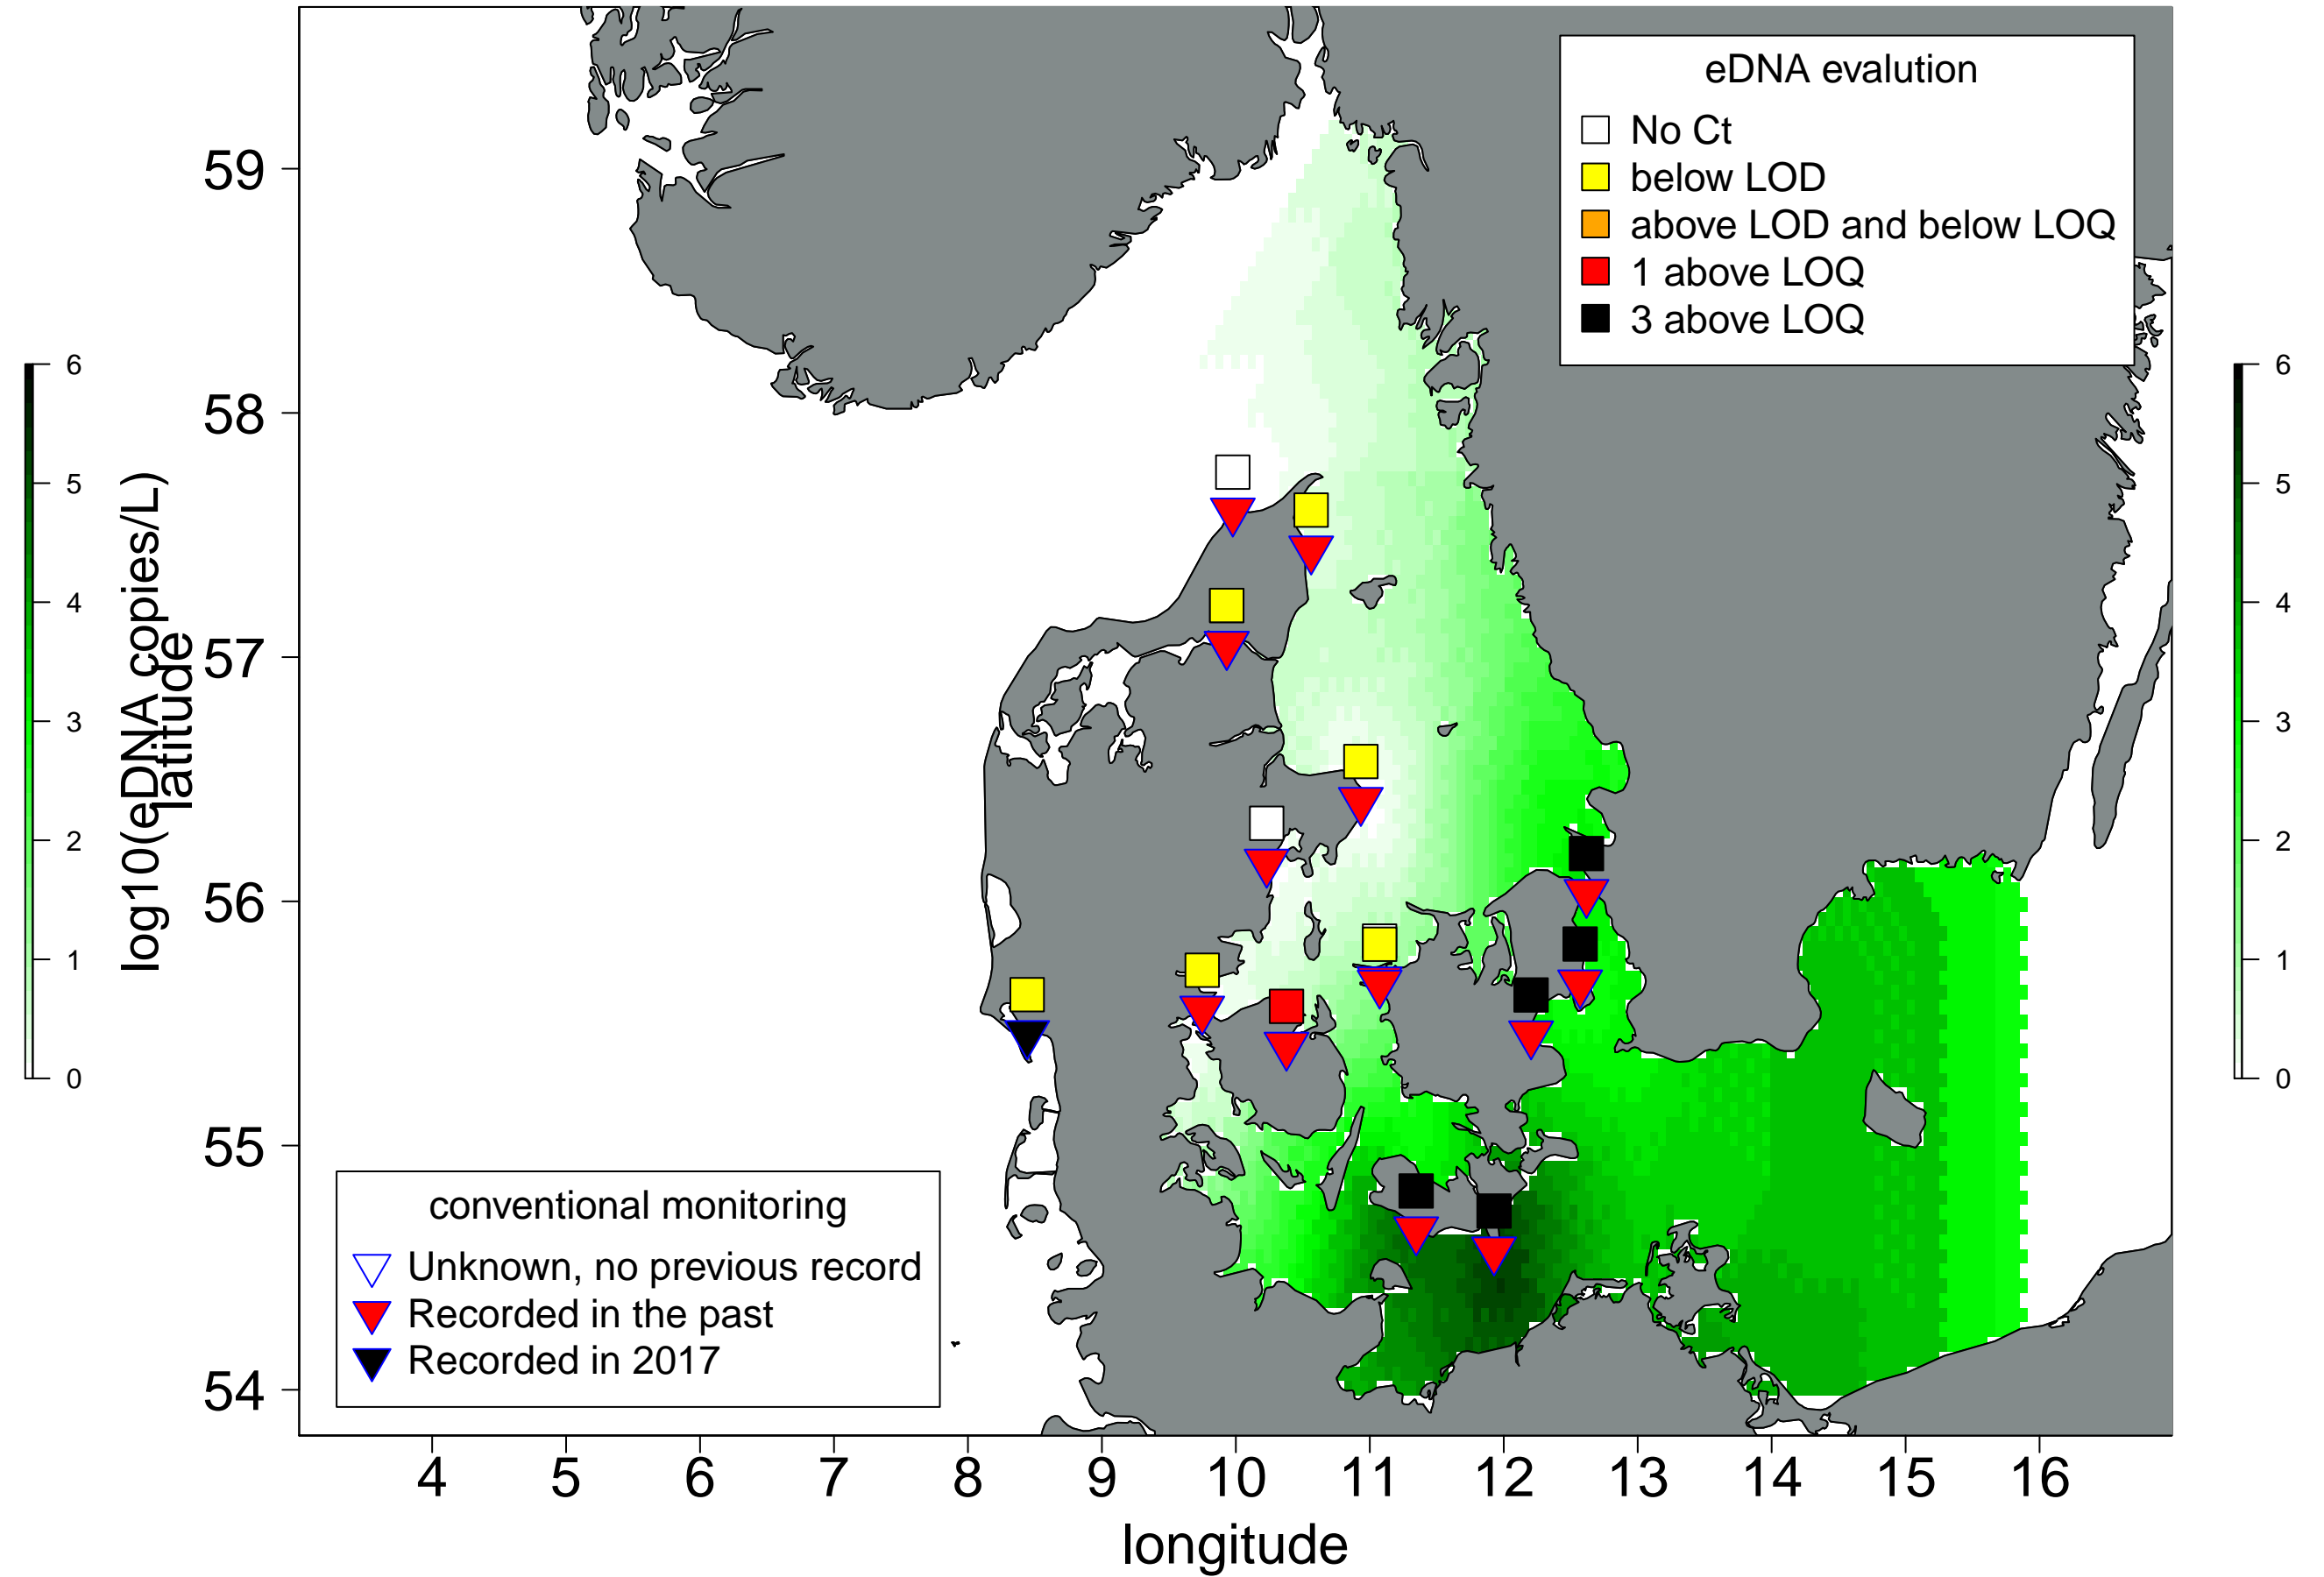 eDNA evalution
No Ct
below LOD
above LOD and below LOQ
1 above LOQ
3 above LOQ
59
58
57
56
55
54
latitude
log10(eDNA copies/L)
6
5
4
3
2
1
0
6
5
4
3
2
1
0
conventional monitoring
Unknown, no previous record
Recorded in the past
Recorded in 2017
4 5 6 7 8 9 10 11 12 13 14 15 16
longitude